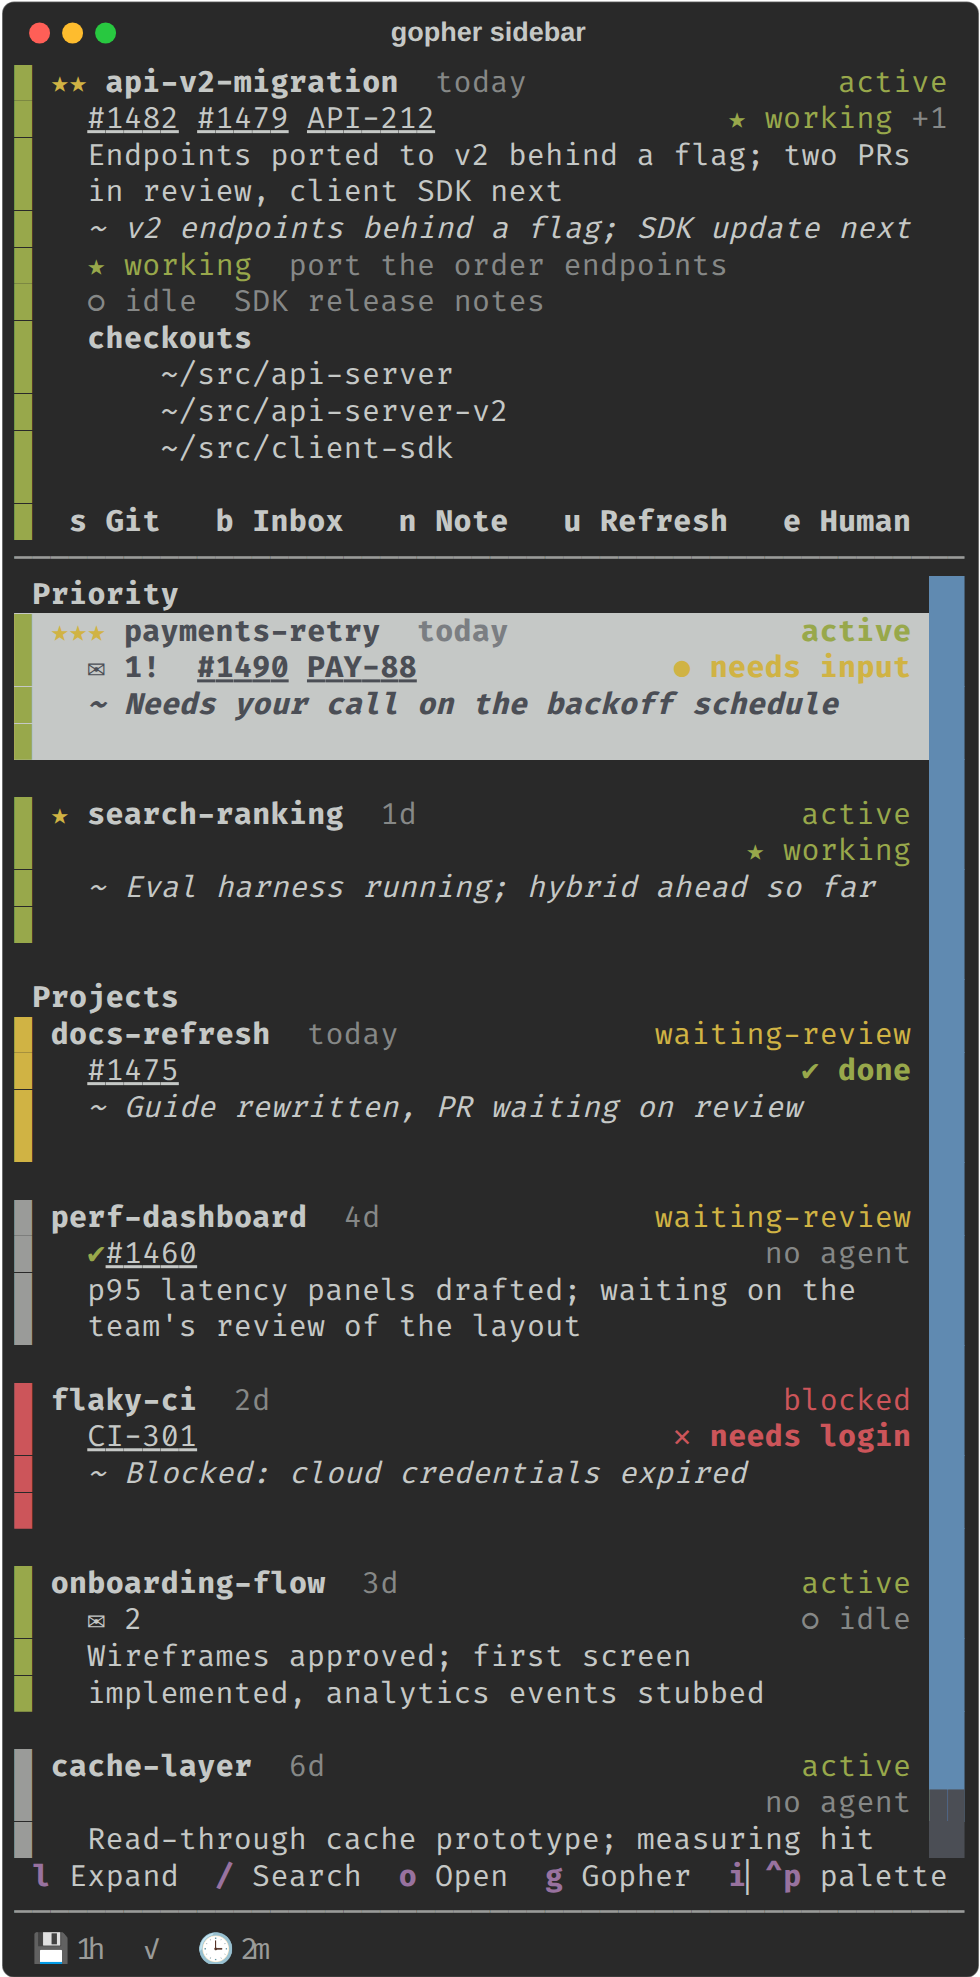 gopher sidebar
★★ api-v2-migration today active
#1482 #1479 API-212 ★ working +1
Endpoints ported to v2 behind a flag; two PRs
in review, client SDK next
~ v2 endpoints behind a flag; SDK update next
★ working port the order endpoints
○ idle SDK release notes
checkouts
~/src/api-server
~/src/api-server-v2
~/src/client-sdk
s Git b Inbox n Note u Refresh e Human
Priority
★★★ payments-retry today active
✉ 1! #1490 PAY-88 ● needs input
~ Needs your call on the backoff schedule
★ search-ranking 1d active
★ working
~ Eval harness running; hybrid ahead so far
Projects
docs-refresh today waiting-review
#1475 ✔ done
~ Guide rewritten, PR waiting on review
perf-dashboard 4d waiting-review
✔#1460 no agent
p95 latency panels drafted; waiting on the
team's review of the layout
flaky-ci 2d blocked
CI-301 × needs login
~ Blocked: cloud credentials expired
onboarding-flow 3d active
✉ 2 ○ idle
Wireframes approved; first screen
implemented, analytics events stubbed
cache-layer 6d active
no agent
Read-through cache prototype; measuring hit
l Expand / Search o Open g Gopher i ^p palette
💾 1h √ 🕒 2m